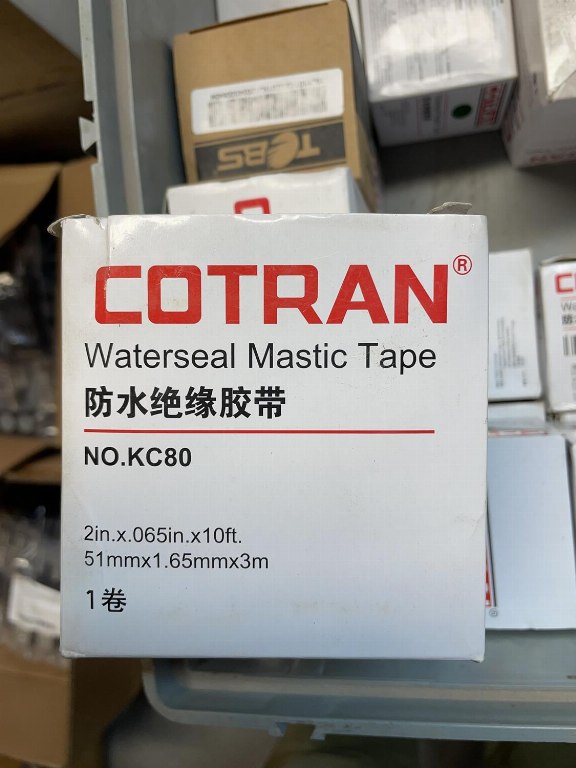 TCBS
COTRAN®
Waterseal Mastic Tape
防水绝缘胶带
NO.KC80
2in.x.065in.x10ft.
51mmx1.65mmx3m
1卷